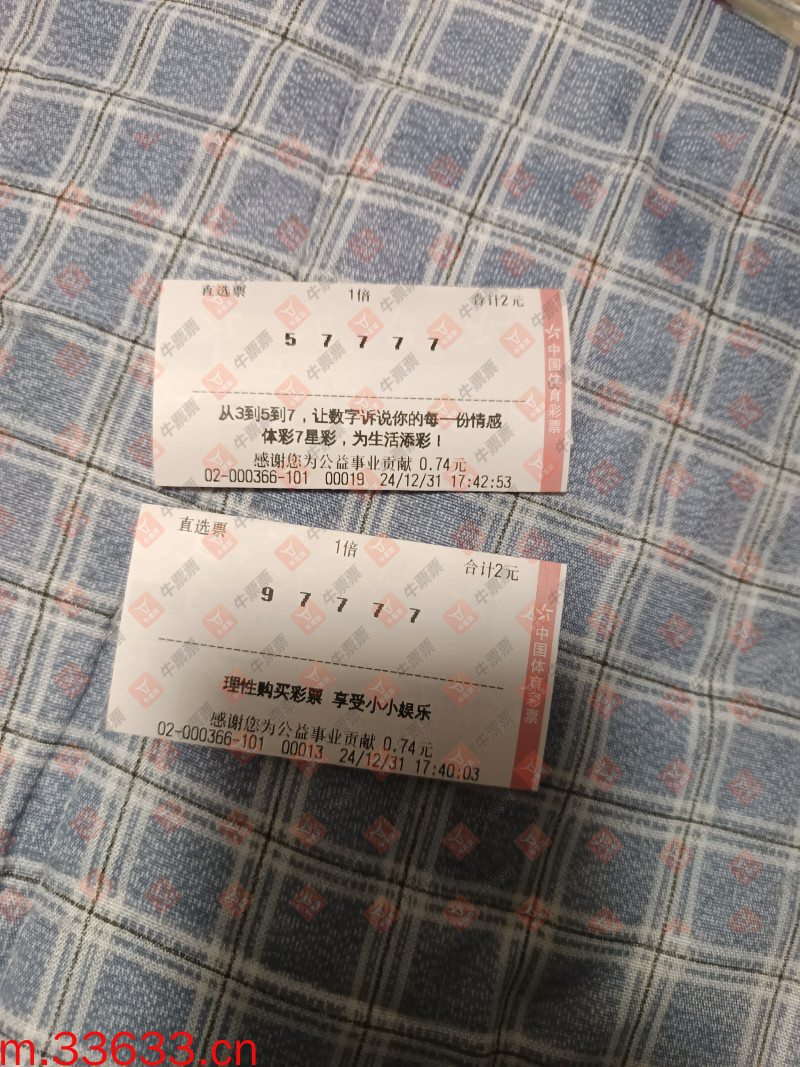 直选票 1倍 合计2元
5 7 7 7 7
从3到5到7，让数字诉说你的每一份情感
体彩7星彩，为生活添彩！
感谢您为公益事业贡献 0.74元
02-000366-101 00019 24/12/31 17:42:53
中国体育彩票
直选票 1倍 合计2元
9 7 7 7 7
理性购买彩票 享受小小娱乐
感谢您为公益事业贡献 0.74元
02-000366-101 00013 24/12/31 17:40:03
中国体育彩票
牛票票
m.33633.cn